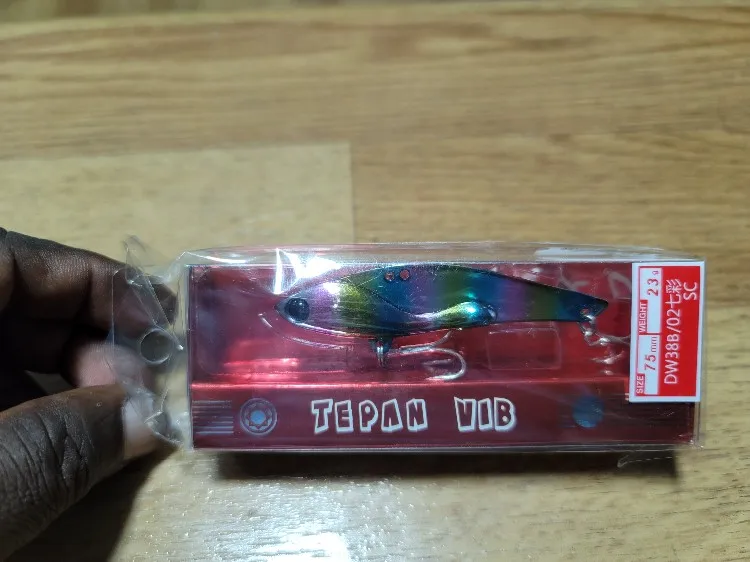 TEPAN VIB
SIZE 75mm WEIGHT 23g
DW38B/02七彩
SC